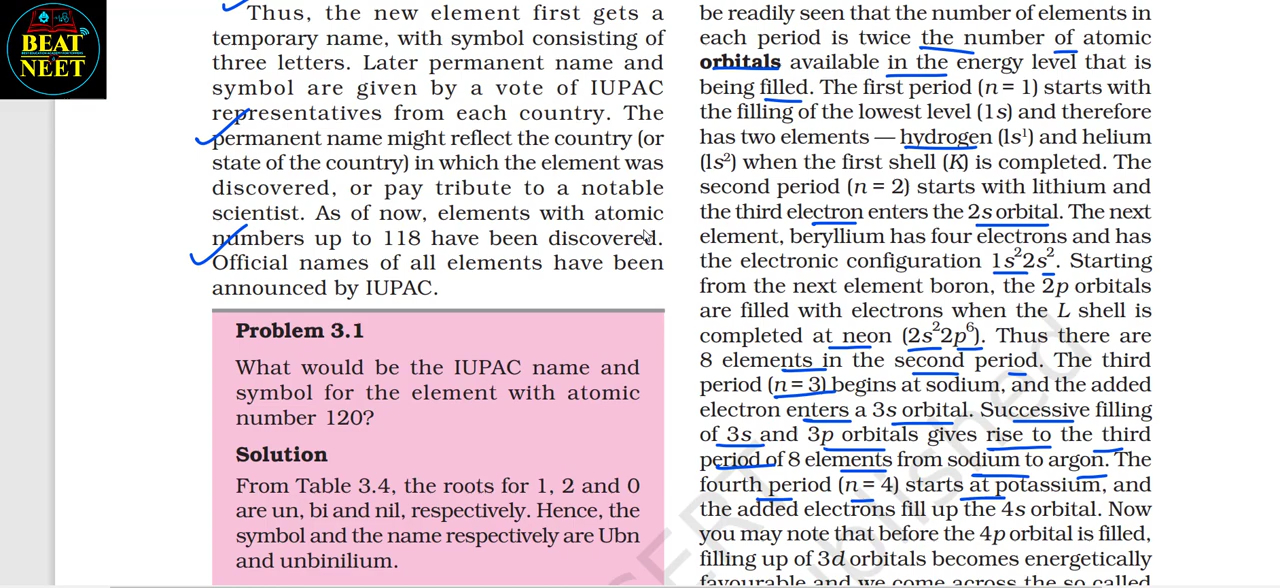 BEAT
NEET
Thus, the new element first gets a
temporary name, with symbol consisting of
three letters. Later permanent name and
symbol are given by a vote of IUPAC
representatives from each country. The
permanent name might reflect the country (or
state of the country) in which the element was
discovered, or pay tribute to a notable
scientist. As of now, elements with atomic
numbers up to 118 have been discovered.
Official names of all elements have been
announced by IUPAC.
Problem 3.1
What would be the IUPAC name and
symbol for the element with atomic
number 120?
Solution
From Table 3.4, the roots for 1, 2 and 0
are un, bi and nil, respectively. Hence, the
symbol and the name respectively are Ubn
and unbinilium.
be readily seen that the number of elements in
each period is twice the number of atomic
orbitals available in the energy level that is
being filled. The first period (n = 1) starts with
the filling of the lowest level (1s) and therefore
has two elements — hydrogen (ls¹) and helium
(ls²) when the first shell (K) is completed. The
second period (n = 2) starts with lithium and
the third electron enters the 2s orbital. The next
element, beryllium has four electrons and has
the electronic configuration 1s²2s². Starting
from the next element boron, the 2p orbitals
are filled with electrons when the L shell is
completed at neon (2s²2p⁶). Thus there are
8 elements in the second period. The third
period (n = 3) begins at sodium, and the added
electron enters a 3s orbital. Successive filling
of 3s and 3p orbitals gives rise to the third
period of 8 elements from sodium to argon. The
fourth period (n = 4) starts at potassium, and
the added electrons fill up the 4s orbital. Now
you may note that before the 4p orbital is filled,
filling up of 3d orbitals becomes energetically
favourable and we come across the so called